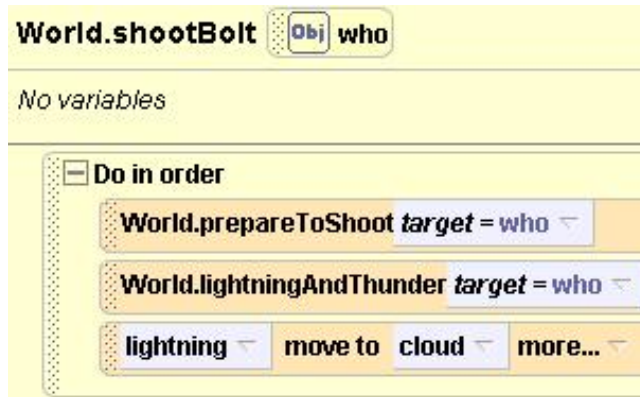 World.shootBolt Obj who
No variables
Do in order
World.prepareToShoot target = who
World.lightningAndThunder target = who
lightning move to cloud more...